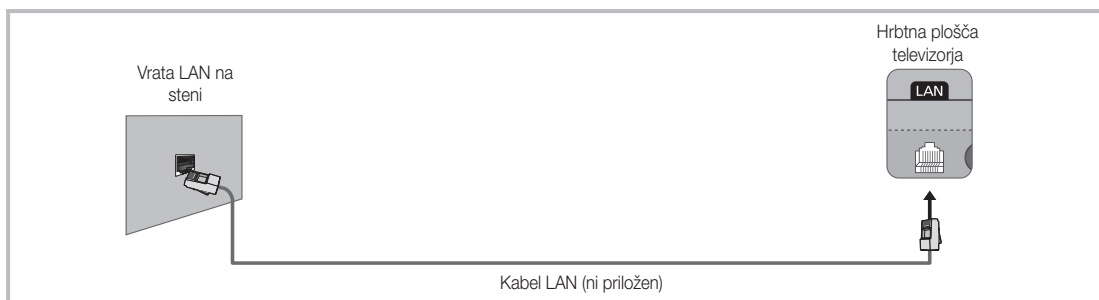 Hrbtna plošča
televizorja
Vrata LAN na
steni
LAN
Kabel LAN (ni priložen)